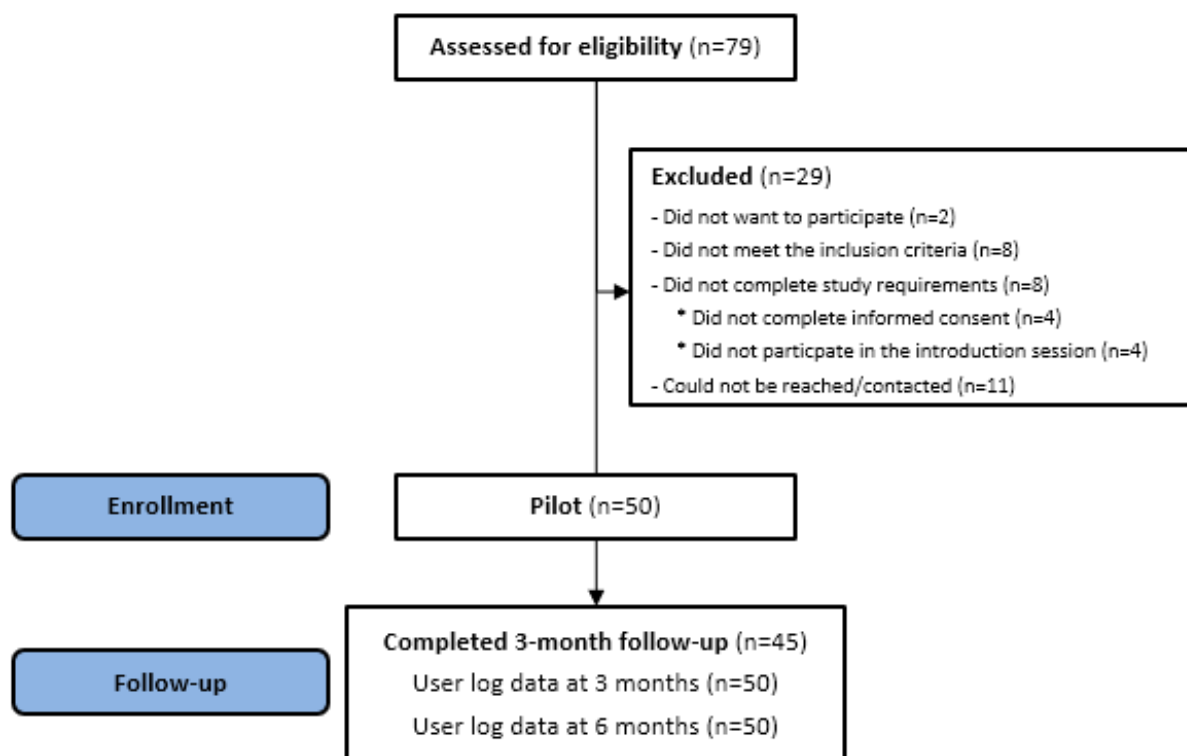 Assessed for eligibility (n=79)
Excluded (n=29)
- Did not want to participate (n=2)
- Did not meet the inclusion criteria (n=8)
- Did not complete study requirements (n=8)
* Did not complete informed consent (n=4)
* Did not particpate in the introduction session (n=4)
- Could not be reached/contacted (n=11)
Enrollment
Pilot (n=50)
Follow-up
Completed 3-month follow-up (n=45)
User log data at 3 months (n=50)
User log data at 6 months (n=50)